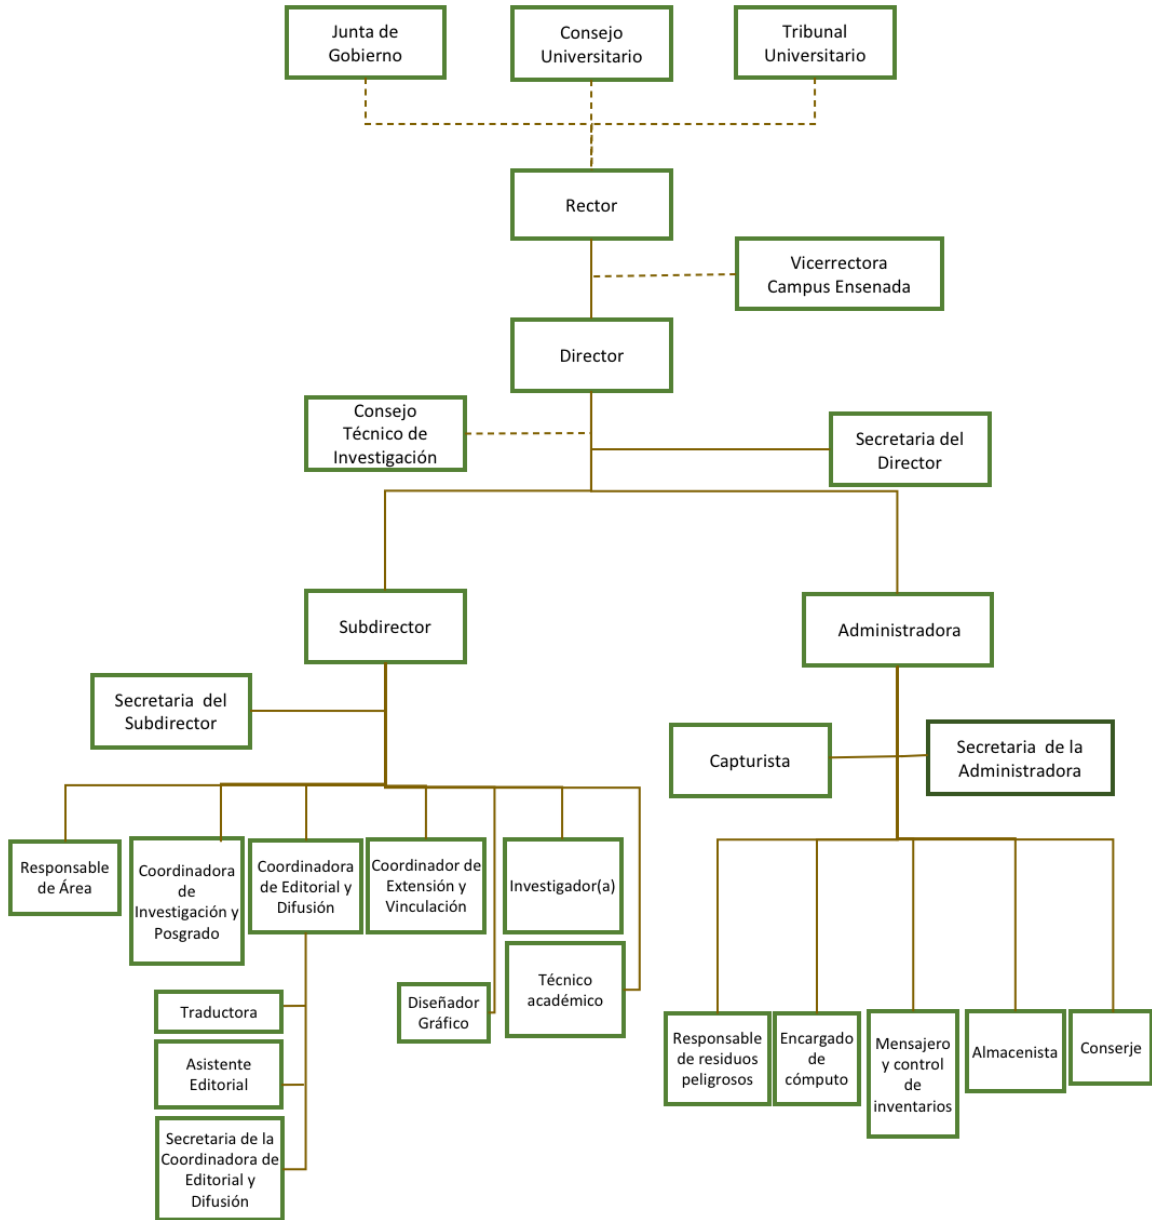 Junta de
Gobierno
Consejo
Universitario
Tribunal
Universitario
Rector
Vicerrectora
Campus Ensenada
Director
Consejo
Técnico de
Investigación
Secretaria del
Director
Subdirector
Administradora
Secretaria  del
Subdirector
Capturista
Secretaria  de la
Administradora
Responsable
de Área
Coordinadora
de
Investigación y
Posgrado
Coordinadora
de Editorial y
Difusión
Coordinador de
Extensión y
Vinculación
Investigador(a)
Técnico
académico
Diseñador
Gráfico
Traductora
Asistente
Editorial
Secretaria de la
Coordinadora de
Editorial y
Difusión
Responsable
de residuos
peligrosos
Encargado
de
cómputo
Mensajero
y control
de
inventarios
Almacenista
Conserje